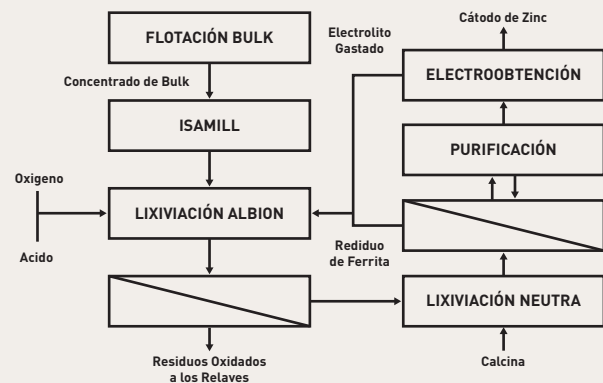 FLOTACIÓN BULK
Concentrado de Bulk
ISAMILL
Oxigeno
Acido
LIXIVIACIÓN ALBION
Residuos Oxidados
a los Relaves
Electrolito
Gastado
Rediduo
de Ferrita
Cátodo de Zinc
ELECTROOBTENCIÓN
PURIFICACIÓN
LIXIVIACIÓN NEUTRA
Calcina